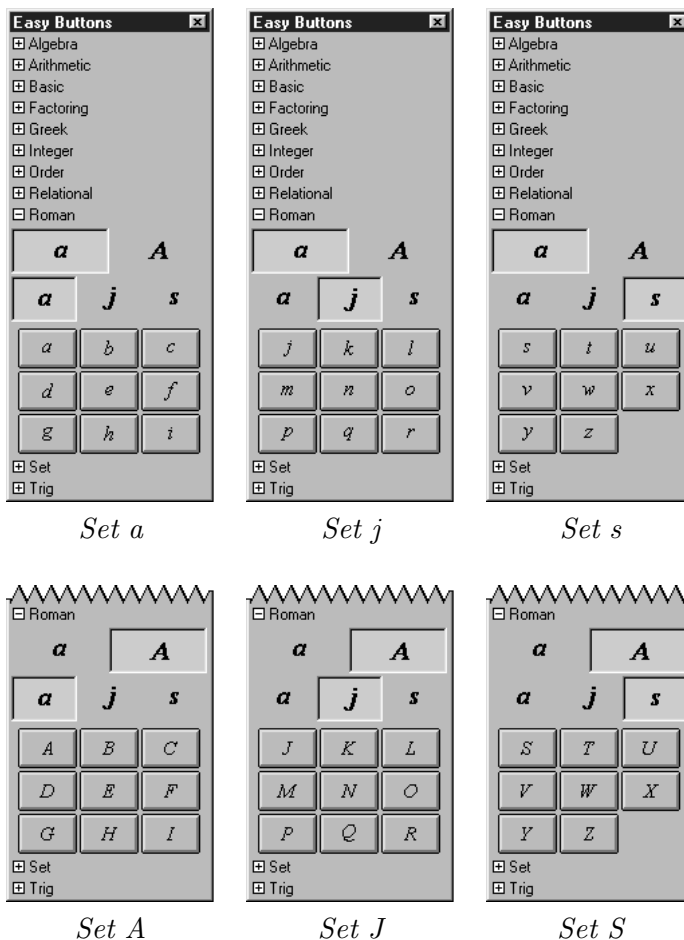 Easy Buttons
Algebra
Arithmetic
Basic
Factoring
Greek
Integer
Order
Relational
Roman
a A
a j s
a b c
d e f
g h i
Set
Trig
Set a
Easy Buttons
Algebra
Arithmetic
Basic
Factoring
Greek
Integer
Order
Relational
Roman
a A
a j s
j k l
m n o
p q r
Set
Trig
Set j
Easy Buttons
Algebra
Arithmetic
Basic
Factoring
Greek
Integer
Order
Relational
Roman
a A
a j s
s t u
v w x
y z
Set
Trig
Set s
Roman
a A
a j s
A B C
D E F
G H I
Set
Trig
Set A
Roman
a A
a j s
J K L
M N O
P Q R
Set
Trig
Set J
Roman
a A
a j s
S T U
V W X
Y Z
Set
Trig
Set S